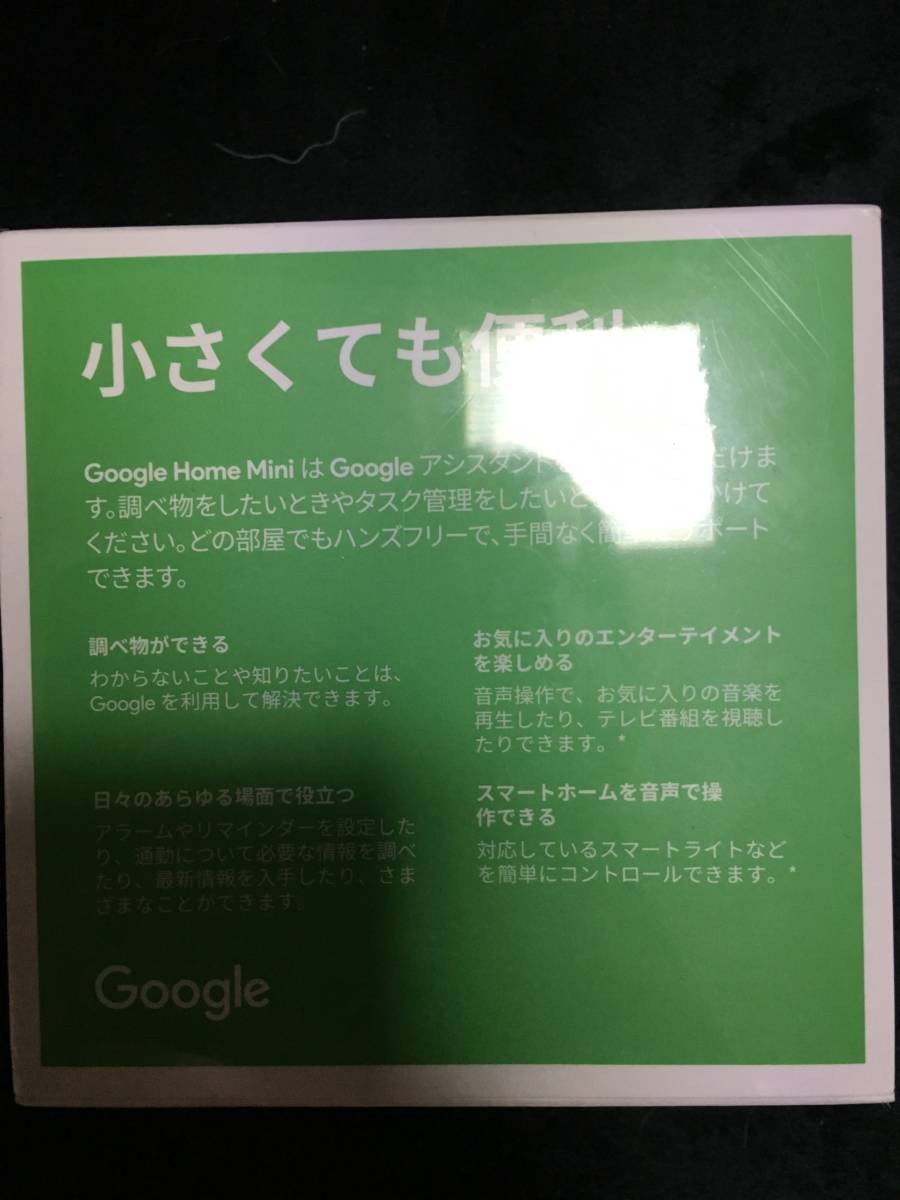 小さくても便利
Google Home Mini は Google アシスタント だけま
す。調べ物をしたいときやタスク管理をしたいと かけて
ください。どの部屋でもハンズフリーで、手間なく簡 ポート
できます。
調べ物ができる
わからないことや知りたいことは、
Google を利用して解決できます。
お気に入りのエンターテイメント
を楽しめる
音声操作で、お気に入りの音楽を
再生したり、テレビ番組を視聴し
たりできます。*
日々のあらゆる場面で役立つ
アラームやリマインダーを設定した
り、通勤について必要な情報を調べ
たり、最新情報を入手したり、さま
ざまなことができます。
スマートホームを音声で操
作できる
対応しているスマートライトなど
を簡単にコントロールできます。*
Google